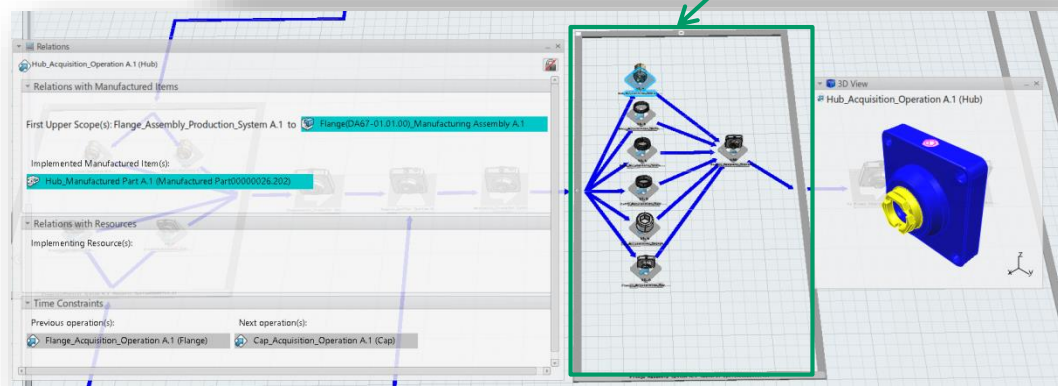 Relations
Hub_Acquisition_Operation A.1 (Hub)
Relations with Manufactured Items
First Upper Scope(s): Flange_Assembly_Production_System A.1 to Flange(DA67-01.01.00)_Manufacturing Assembly A.1
Implemented Manufactured Item(s):
Hub_Manufactured Part A.1 (Manufactured Part00000026.202)
Relations with Resources
Implementing Resource(s):
Time Constraints
Previous operation(s): Next operation(s):
Flange_Acquisition_Operation A.1 (Flange) Cap_Acquisition_Operation A.1 (Cap)
3D View
Hub_Acquisition_Operation A.1 (Hub)
z
x y